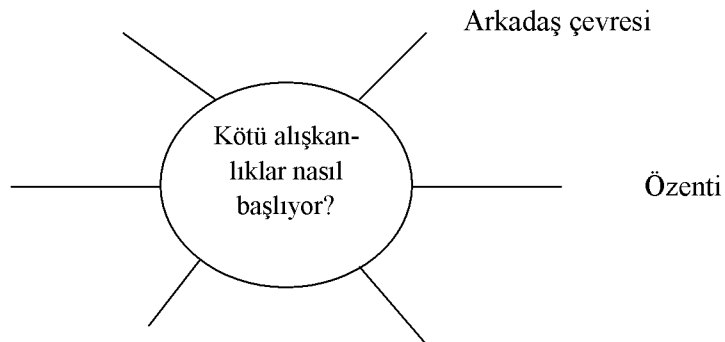 Arkadaş çevresi
Kötü alışkan-
lıklar nasıl
başlıyor?
Özenti